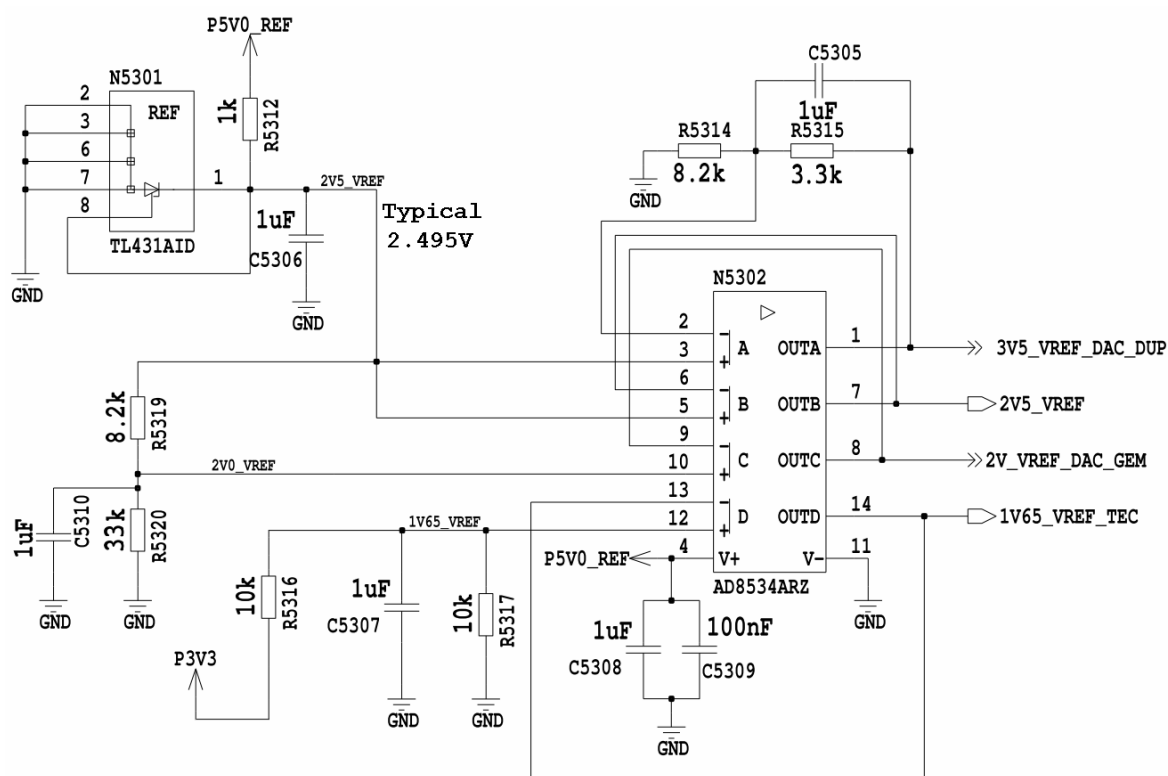 P5V0_REF
N5301
2
REF
3
6
7
1
8
TL431AID
1k
R5312
2V5_VREF
Typical
2.495V
1uF
C5306
GND
GND
C5305
1uF
R5314
R5315
8.2k
3.3k
GND
N5302
2
-
A
OUTA
1
3V5_VREF_DAC_DUP
3
+
6
-
B
OUTB
7
2V5_VREF
5
+
9
-
C
OUTC
8
2V_VREF_DAC_GEM
10
+
13
-
D
OUTD
14
1V65_VREF_TEC
12
+
4
V+
V-
11
AD8534ARZ
8.2k
R5319
2V0_VREF
1uF
C5310
33k
R5320
GND
GND
1V65_VREF
10k
R5316
1uF
C5307
10k
R5317
P3V3
GND
GND
P5V0_REF
1uF
100nF
C5308
C5309
GND
GND